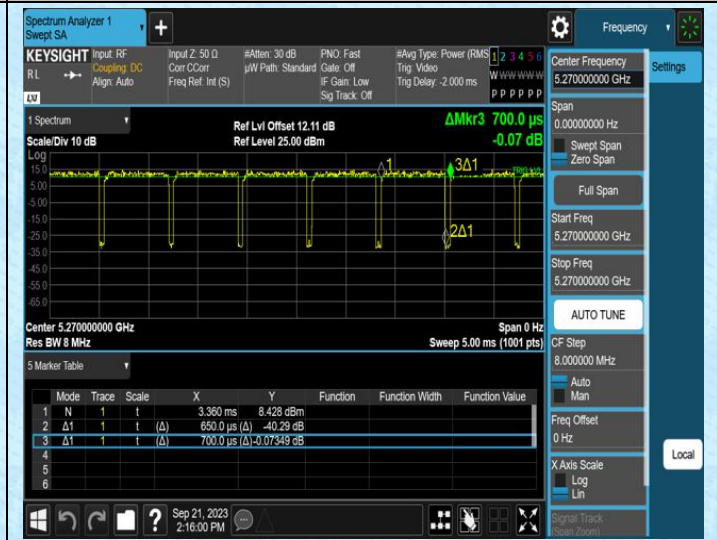 Spectrum Analyzer 1
Swept SA
+
Frequency
KEYSIGHT
RL
LXI
Input: RF
Coupling: DC
Align: Auto
Input Z: 50 Ω
Corr CCorr
Freq Ref: Int (S)
#Atten: 30 dB
µW Path: Standard
PNO: Fast
Gate: Off
IF Gain: Low
Sig Track: Off
#Avg Type: Power (RMS
Trig: Video
Trig Delay: -2.000 ms
1 2 3 4 5 6
W W W W W W
P P P P P P
Center Frequency
5.270000000 GHz
Settings
Span
0.00000000 Hz
Swept Span
Zero Span
Full Span
Start Freq
5.270000000 GHz
Stop Freq
5.270000000 GHz
AUTO TUNE
CF Step
8.000000 MHz
Auto
Man
Freq Offset
0 Hz
X Axis Scale
Log
Lin
Signal Track
(Span Zoom)
Local
1 Spectrum
Scale/Div 10 dB
Ref Lvl Offset 12.11 dB
Ref Level 25.00 dBm
ΔMkr3 700.0 µs
-0.07 dB
Log
15.0
5.00
-5.00
-15.0
-25.0
-35.0
-45.0
-55.0
-65.0
1
3Δ1
2Δ1
TRIG LVL
Center 5.270000000 GHz
Res BW 8 MHz
Span 0 Hz
Sweep 5.00 ms (1001 pts)
5 Marker Table
Mode Trace Scale X Y Function Function Width Function Value
1 N 1 t 3.360 ms 8.428 dBm
2 Δ1 1 t (Δ) 650.0 µs (Δ) -40.29 dB
3 Δ1 1 t (Δ) 700.0 µs (Δ) -0.07349 dB
4
5
6
?
Sep 21, 2023
2:16:00 PM